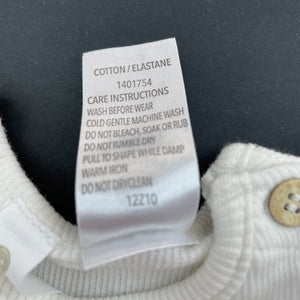 COTTON / ELASTANE
1401754
CARE INSTRUCTIONS
WASH BEFORE WEAR
COLD GENTLE MACHINE WASH
DO NOT BLEACH, SOAK OR RUB
DO NOT TUMBLE DRY
PULL TO SHAPE WHILE DAMP
WARM IRON
DO NOT DRYCLEAN
12Z10